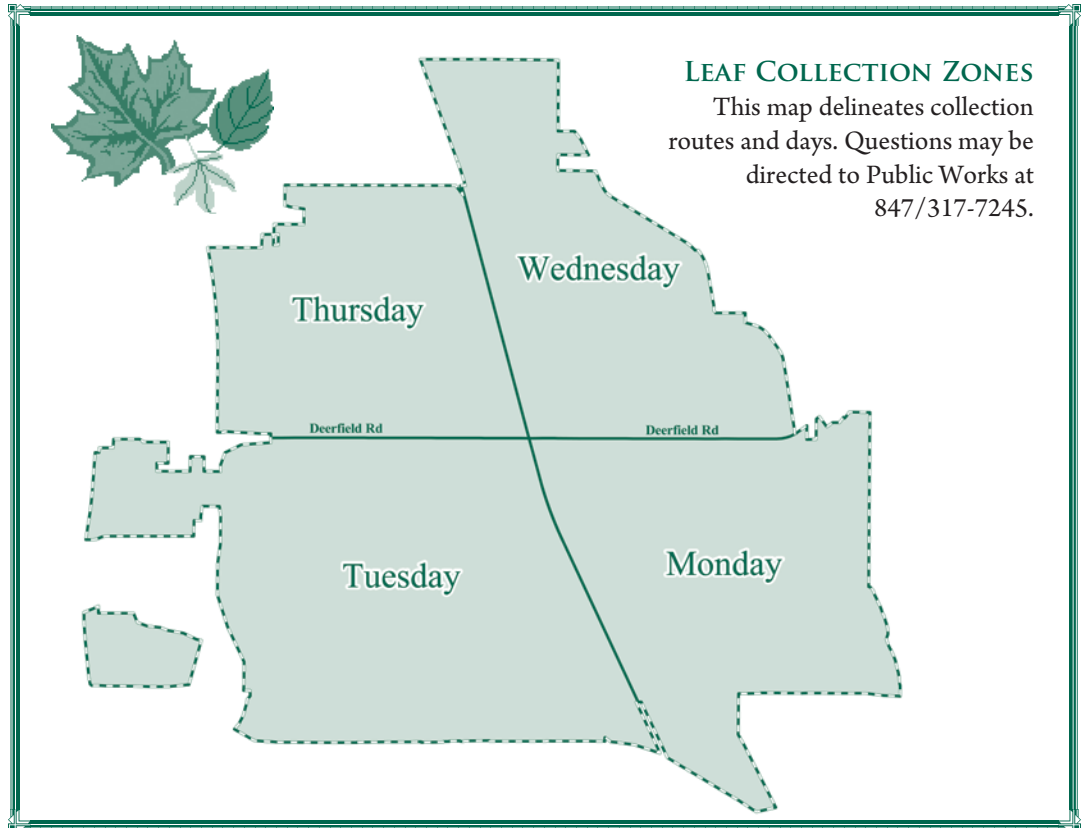 LEAF COLLECTION ZONES
This map delineates collection
routes and days. Questions may be
directed to Public Works at
847/317-7245.
Wednesday
Thursday
Deerfield Rd
Deerfield Rd
Tuesday
Monday